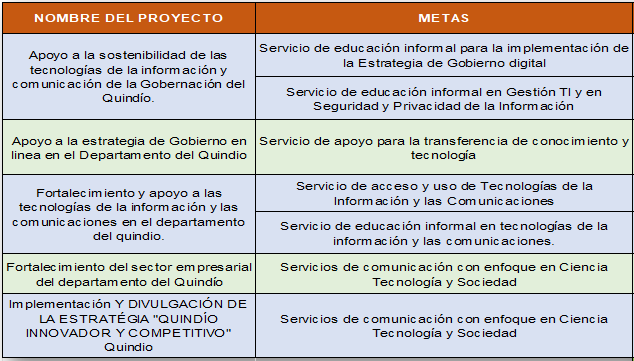 NOMBRE DEL PROYECTO
METAS
Apoyo a la sostenibilidad de las
tecnologías de la información y
comunicación de la Gobernación del
Quindío.
Servicio de educación informal para la implementación de
la Estrategia de Gobierno digital
Servicio de educación informal en Gestión TI y en
Seguridad y Privacidad de la Información
Apoyo a la estrategia de Gobierno en
linea en el Departamento del Quindio
Servicio de apoyo para la transferencia de conocimiento y
tecnología
Fortalecimiento y apoyo a las
tecnologías de la información y las
comunicaciones en el departamento
del quindio.
Servicio de acceso y uso de Tecnologías de la
Información y las Comunicaciones
Servicio de educación informal en tecnologías de la
información y las comunicaciones.
Fortalecimiento del sector empresarial
del departamento del Quindío
Servicios de comunicación con enfoque en Ciencia
Tecnología y Sociedad
Implementación Y DIVULGACIÓN DE
LA ESTRATÉGIA "QUINDÍO
INNOVADOR Y COMPETITIVO"
Quindio
Servicios de comunicación con enfoque en Ciencia
Tecnología y Sociedad